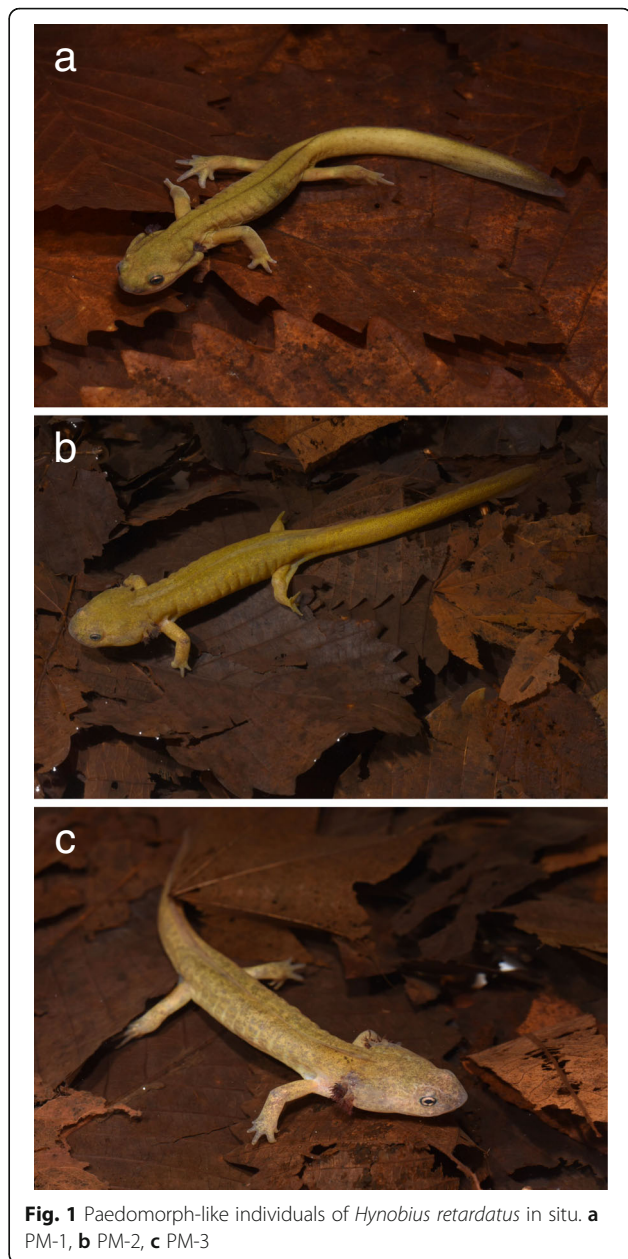 a
b
c
Fig. 1 Paedomorph-like individuals of Hynobius retardatus in situ. a
PM-1, b PM-2, c PM-3